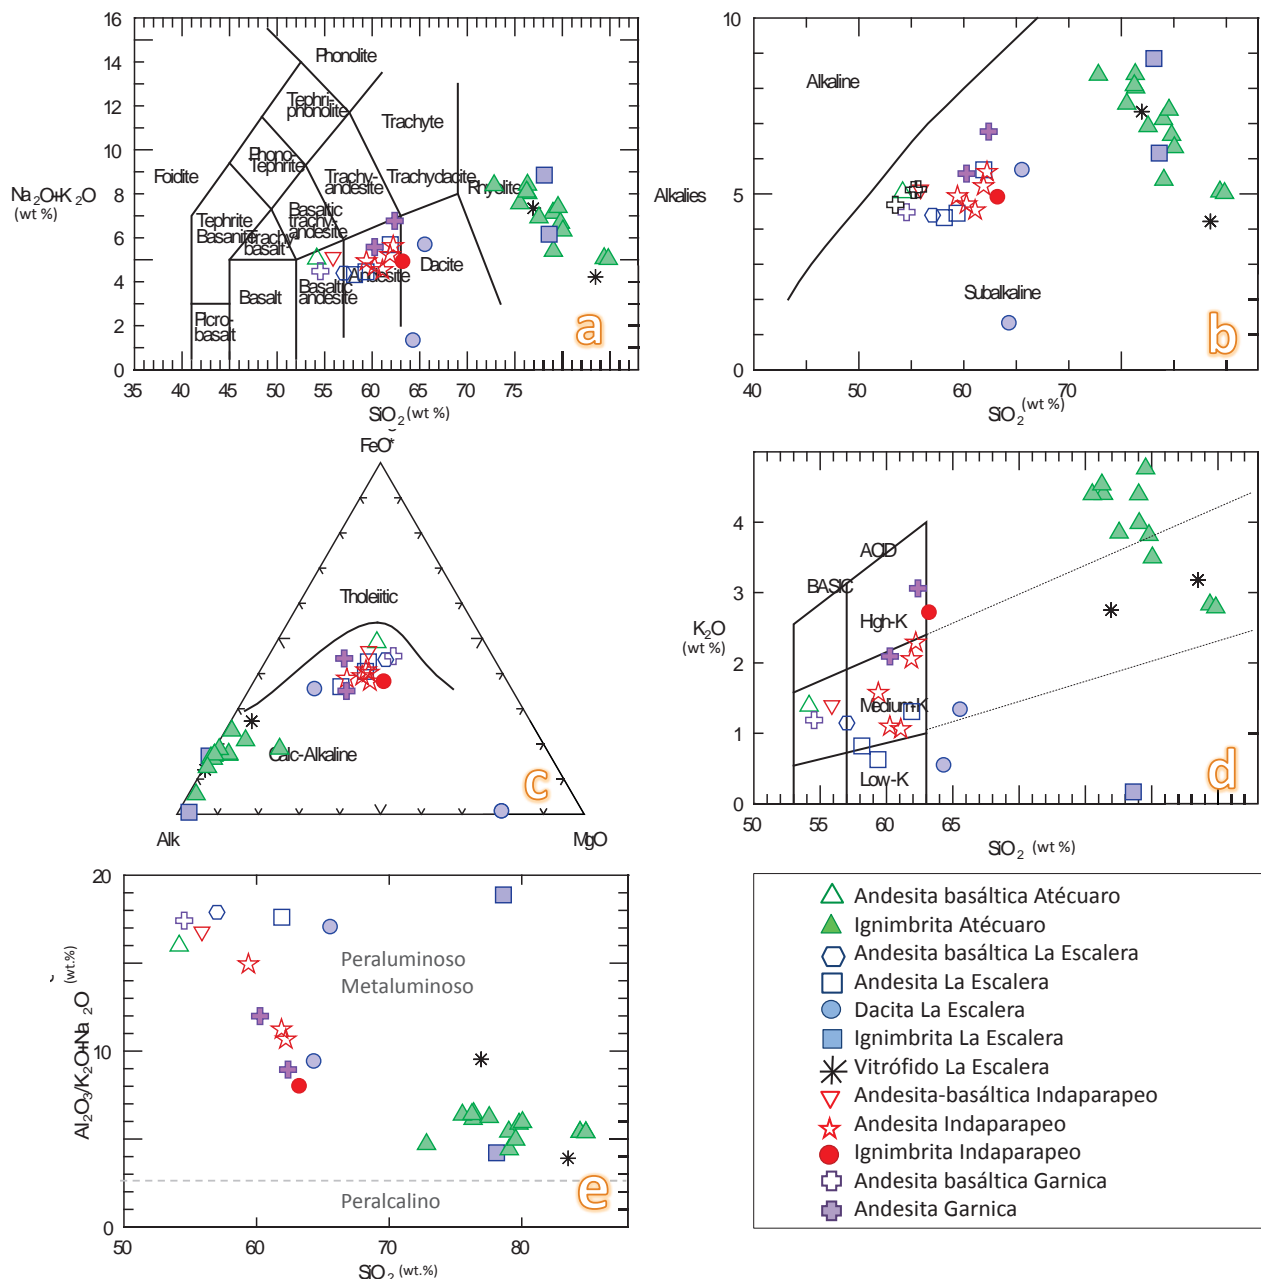 16
14
12
10
8
6
4
2
0
Na₂O+K₂O
(wt %)
Phonolite
Tephri-
phonolite
Trachyte
Phono-
Tephrite
Foidite
Trachy-
andesite
Trachydacite
Rhyolite
Tephrite
Basanite
Basaltic
trachy-
andesite
Trachy-
basalt
Dacite
Andesite
Basalt
Basaltic
andesite
Picro-
basalt
a
35 40 45 50 55 60 65 70 75
SiO₂ (wt %)
10
5
0
Alkalies
Alkaline
Subalkaline
b
40 50 60 70
SiO₂ (wt %)
FeO*
Tholeiitic
Calc-Alkaline
c
Alk
MgO
4
3
2
1
0
K₂O
(wt %)
AOD
BASIC
High-K
Medium-K
Low-K
d
50 55 60 65
SiO₂ (wt %)
20
10
0
Al₂O₃/K₂O+Na₂O (wt.%)
Peraluminoso
Metaluminoso
Peralcalino
e
50 60 70 80
SiO₂ (wt.%)
Andesita basáltica Atécuaro
Ignimbrita Atécuaro
Andesita basáltica La Escalera
Andesita La Escalera
Dacita La Escalera
Ignimbrita La Escalera
Vitrófido La Escalera
Andesita-basáltica Indaparapeo
Andesita Indaparapeo
Ignimbrita Indaparapeo
Andesita basáltica Garnica
Andesita Garnica